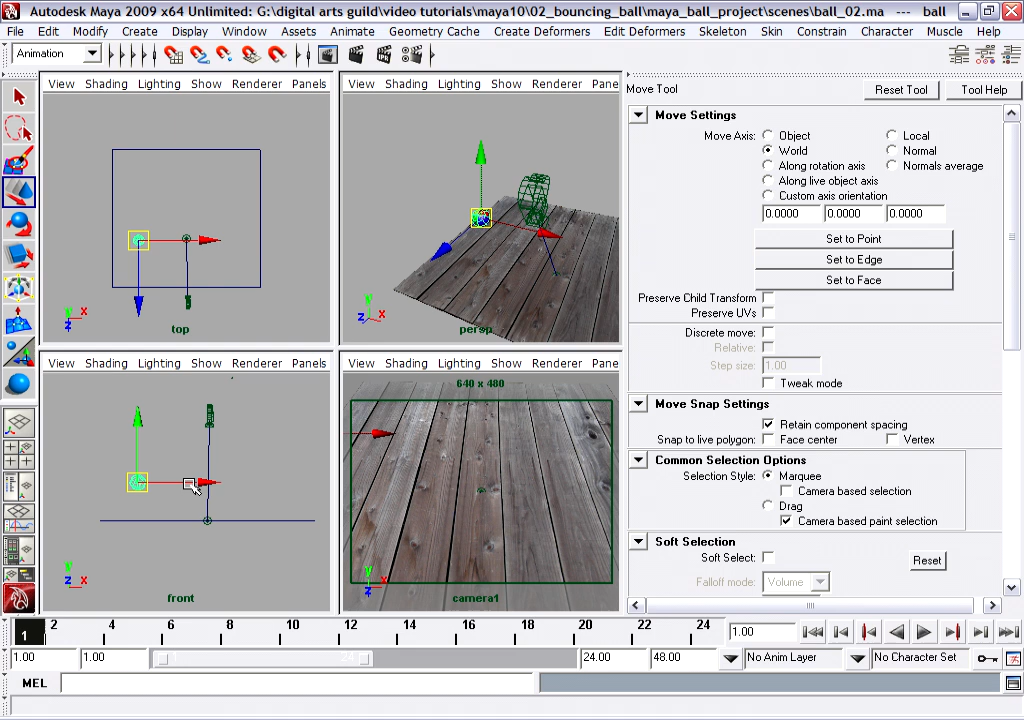 Autodesk Maya 2009 x64 Unlimited: G:\digital arts guild\video tutorials\maya10\02_bouncing_ball\maya_ball_project\scenes\ball_02.ma --- ball
File Edit Modify Create Display Window Assets Animate Geometry Cache Create Deformers Edit Deformers Skeleton Skin Constrain Character Muscle Help
Animation
View Shading Lighting Show Renderer Panels
View Shading Lighting Show Renderer Panels
Move Tool Reset Tool Tool Help
Move Settings
Move Axis: Object Local
World Normal
Along rotation axis Normals average
Along live object axis
Custom axis orientation
0.0000 0.0000 0.0000
Set to Point
Set to Edge
Set to Face
Preserve Child Transform
Preserve UVs
Discrete move:
Relative:
Step size: 1.00
Tweak mode
Move Snap Settings
Retain component spacing
Snap to live polygon: Face center Vertex
Common Selection Options
Selection Style: Marquee
Camera based selection
Drag
Camera based paint selection
Soft Selection
Soft Select: Reset
Falloff mode: Volume
y x z
top
y z x
persp
View Shading Lighting Show Renderer Panels
View Shading Lighting Show Renderer Panels
640 x 480
y z x
front
y x z
camera1
1 2 4 6 8 10 12 14 16 18 20 22 24 1.00
1.00 1.00 1 24 24.00 48.00 No Anim Layer No Character Set
MEL